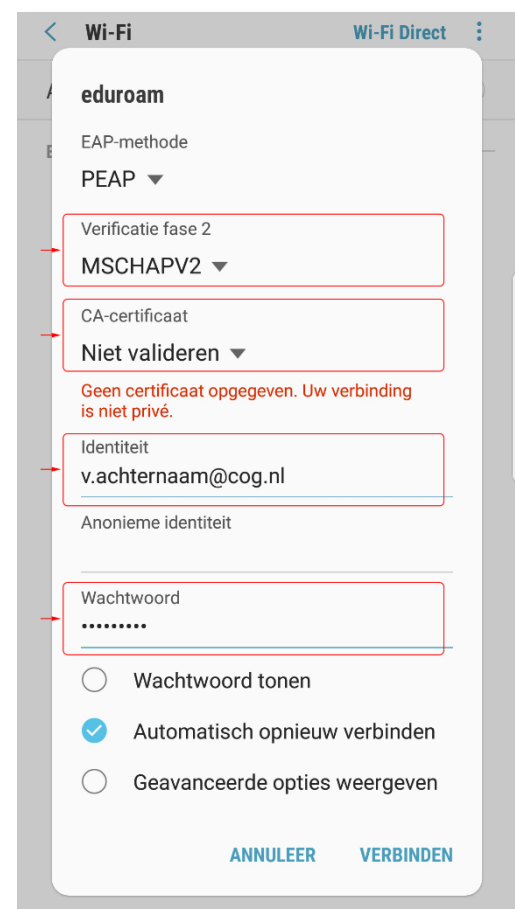 Wi-Fi Wi-Fi Direct
eduroam
EAP-methode
PEAP
Verificatie fase 2
MSCHAPV2
CA-certificaat
Niet valideren
Geen certificaat opgegeven. Uw verbinding
is niet privé.
Identiteit
v.achternaam@cog.nl
Anonieme identiteit
Wachtwoord
•••••••••
Wachtwoord tonen
Automatisch opnieuw verbinden
Geavanceerde opties weergeven
ANNULEER VERBINDEN